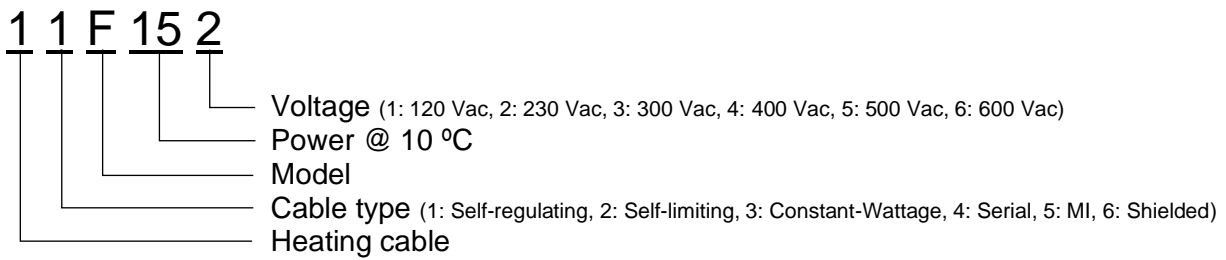 1 1 F 15 2
Voltage (1: 120 Vac, 2: 230 Vac, 3: 300 Vac, 4: 400 Vac, 5: 500 Vac, 6: 600 Vac)
Power @ 10 ºC
Model
Cable type (1: Self-regulating, 2: Self-limiting, 3: Constant-Wattage, 4: Serial, 5: MI, 6: Shielded)
Heating cable